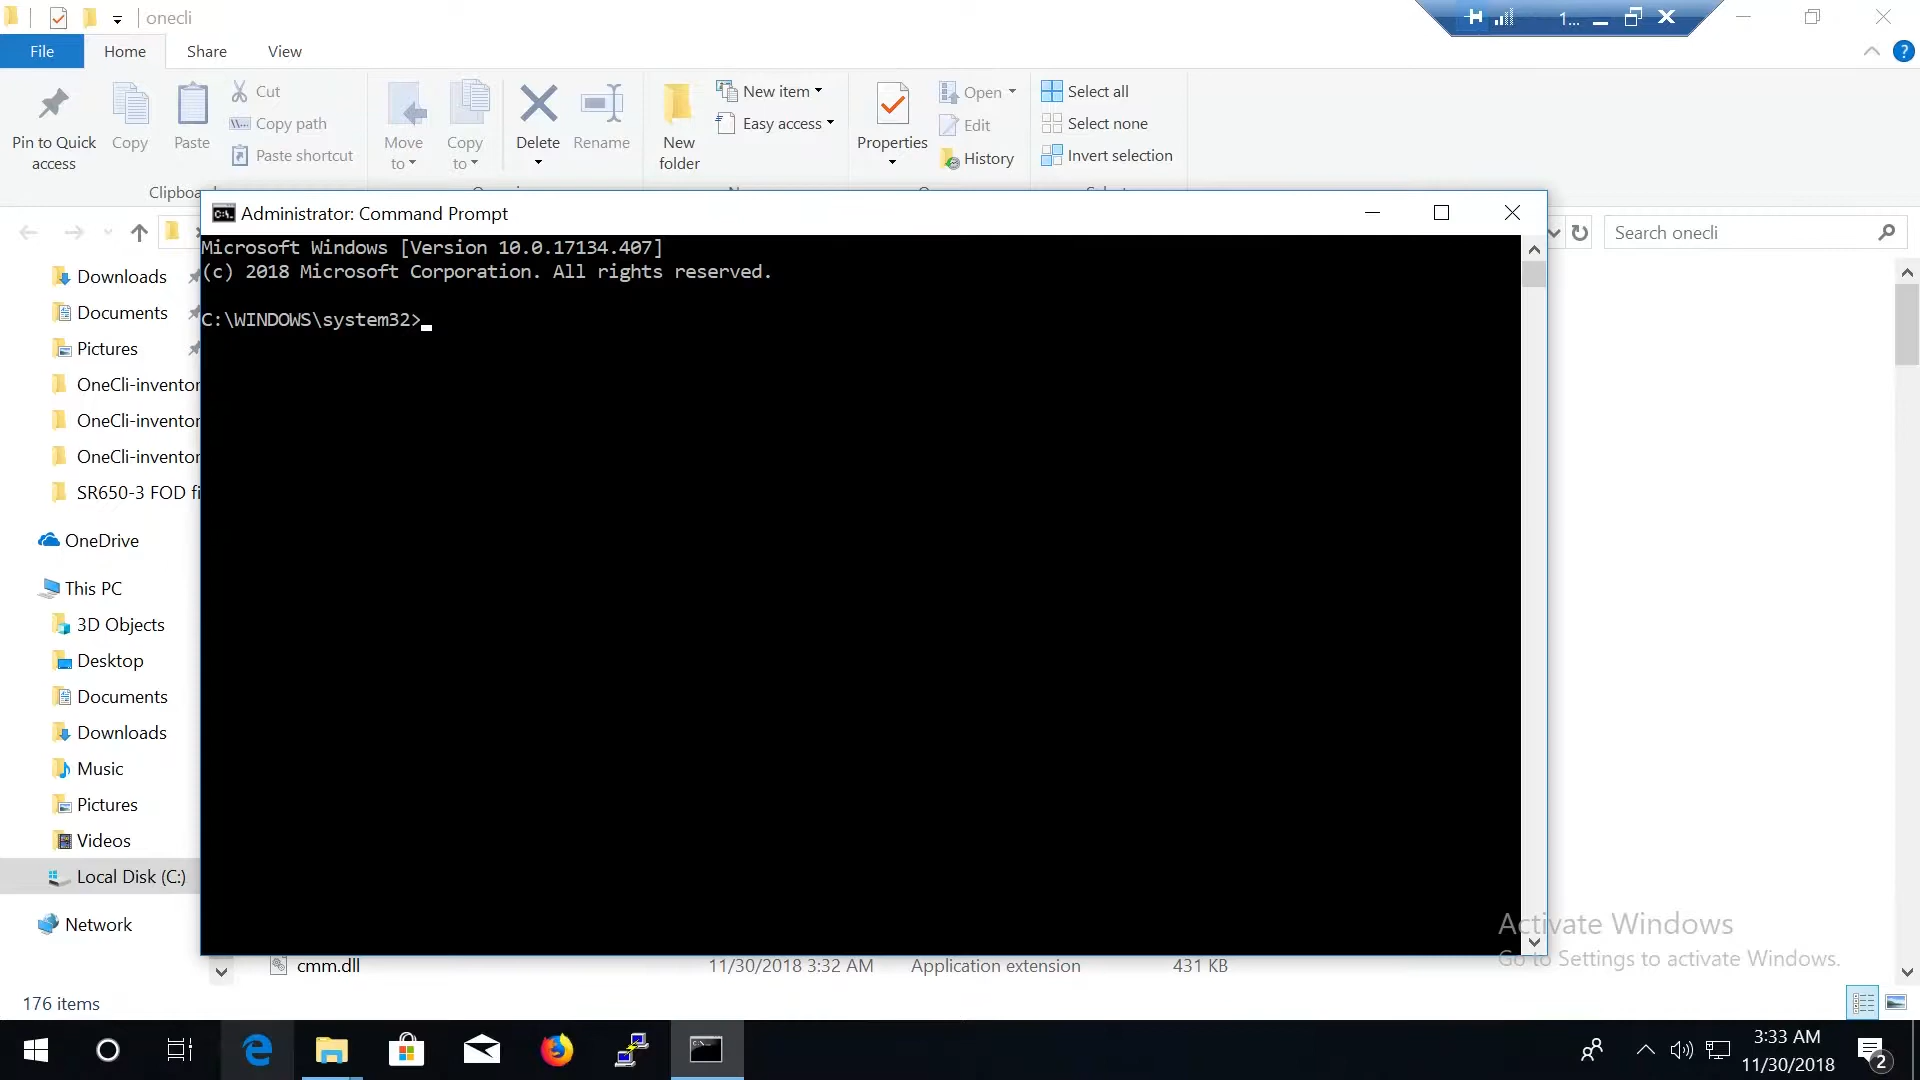 onecli
1...
File
Home
Share
View
Pin to Quick
access
Copy
Paste
Cut
Copy path
Paste shortcut
Move
to
Copy
to
Delete
Rename
New
folder
New item
Easy access
Properties
Open
Edit
History
Select all
Select none
Invert selection
Administrator: Command Prompt
Search onecli
Microsoft Windows [Version 10.0.17134.407]
(c) 2018 Microsoft Corporation. All rights reserved.
C:\WINDOWS\system32>
Downloads
Documents
Pictures
OneCli-inventor
OneCli-inventor
OneCli-inventor
SR650-3 FOD fi
OneDrive
This PC
3D Objects
Desktop
Documents
Downloads
Music
Pictures
Videos
Local Disk (C:)
Network
Activate Windows
Go to Settings to activate Windows.
cmm.dll 11/30/2018 3:32 AM Application extension 431 KB
176 items
3:33 AM
11/30/2018
2